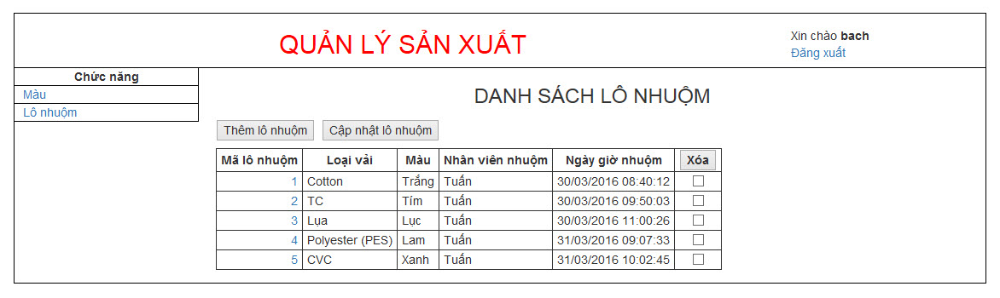 QUẢN LÝ SẢN XUẤT
Xin chào bach
Đăng xuất
Chức năng
Màu
Lô nhuộm
DANH SÁCH LÔ NHUỘM
Thêm lô nhuộm Cập nhật lô nhuộm
Mã lô nhuộm Loại vải Màu Nhân viên nhuộm Ngày giờ nhuộm Xóa
1 Cotton Trắng Tuấn 30/03/2016 08:40:12
2 TC Tím Tuấn 30/03/2016 09:50:03
3 Lụa Lục Tuấn 30/03/2016 11:00:26
4 Polyester (PES) Lam Tuấn 31/03/2016 09:07:33
5 CVC Xanh Tuấn 31/03/2016 10:02:45